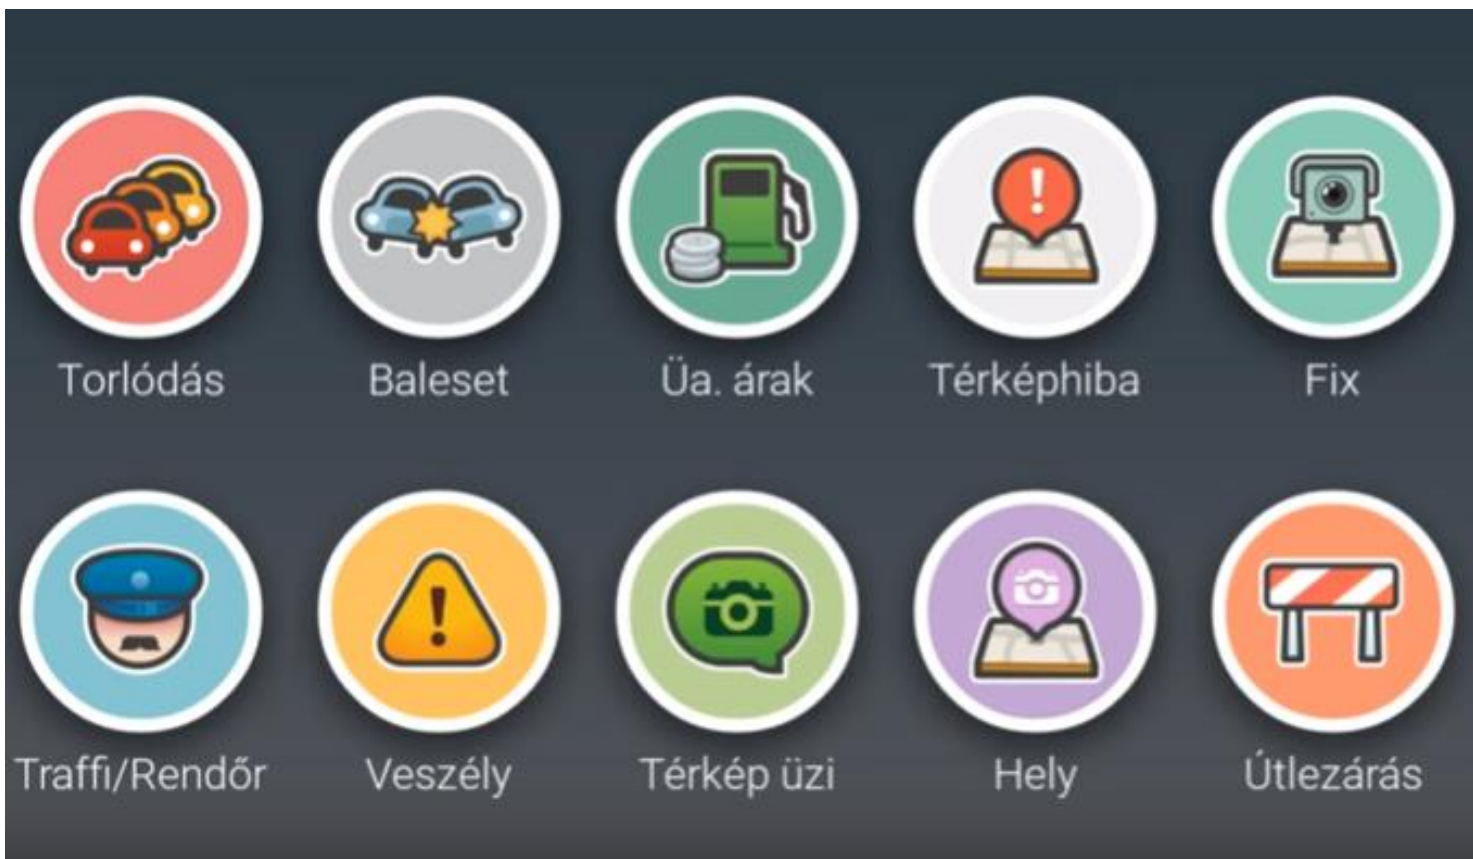 Torlódás
Baleset
Üa. árak
Térképhiba
Fix
Traffi/Rendőr
Veszély
Térkép üzi
Hely
Útlezárás